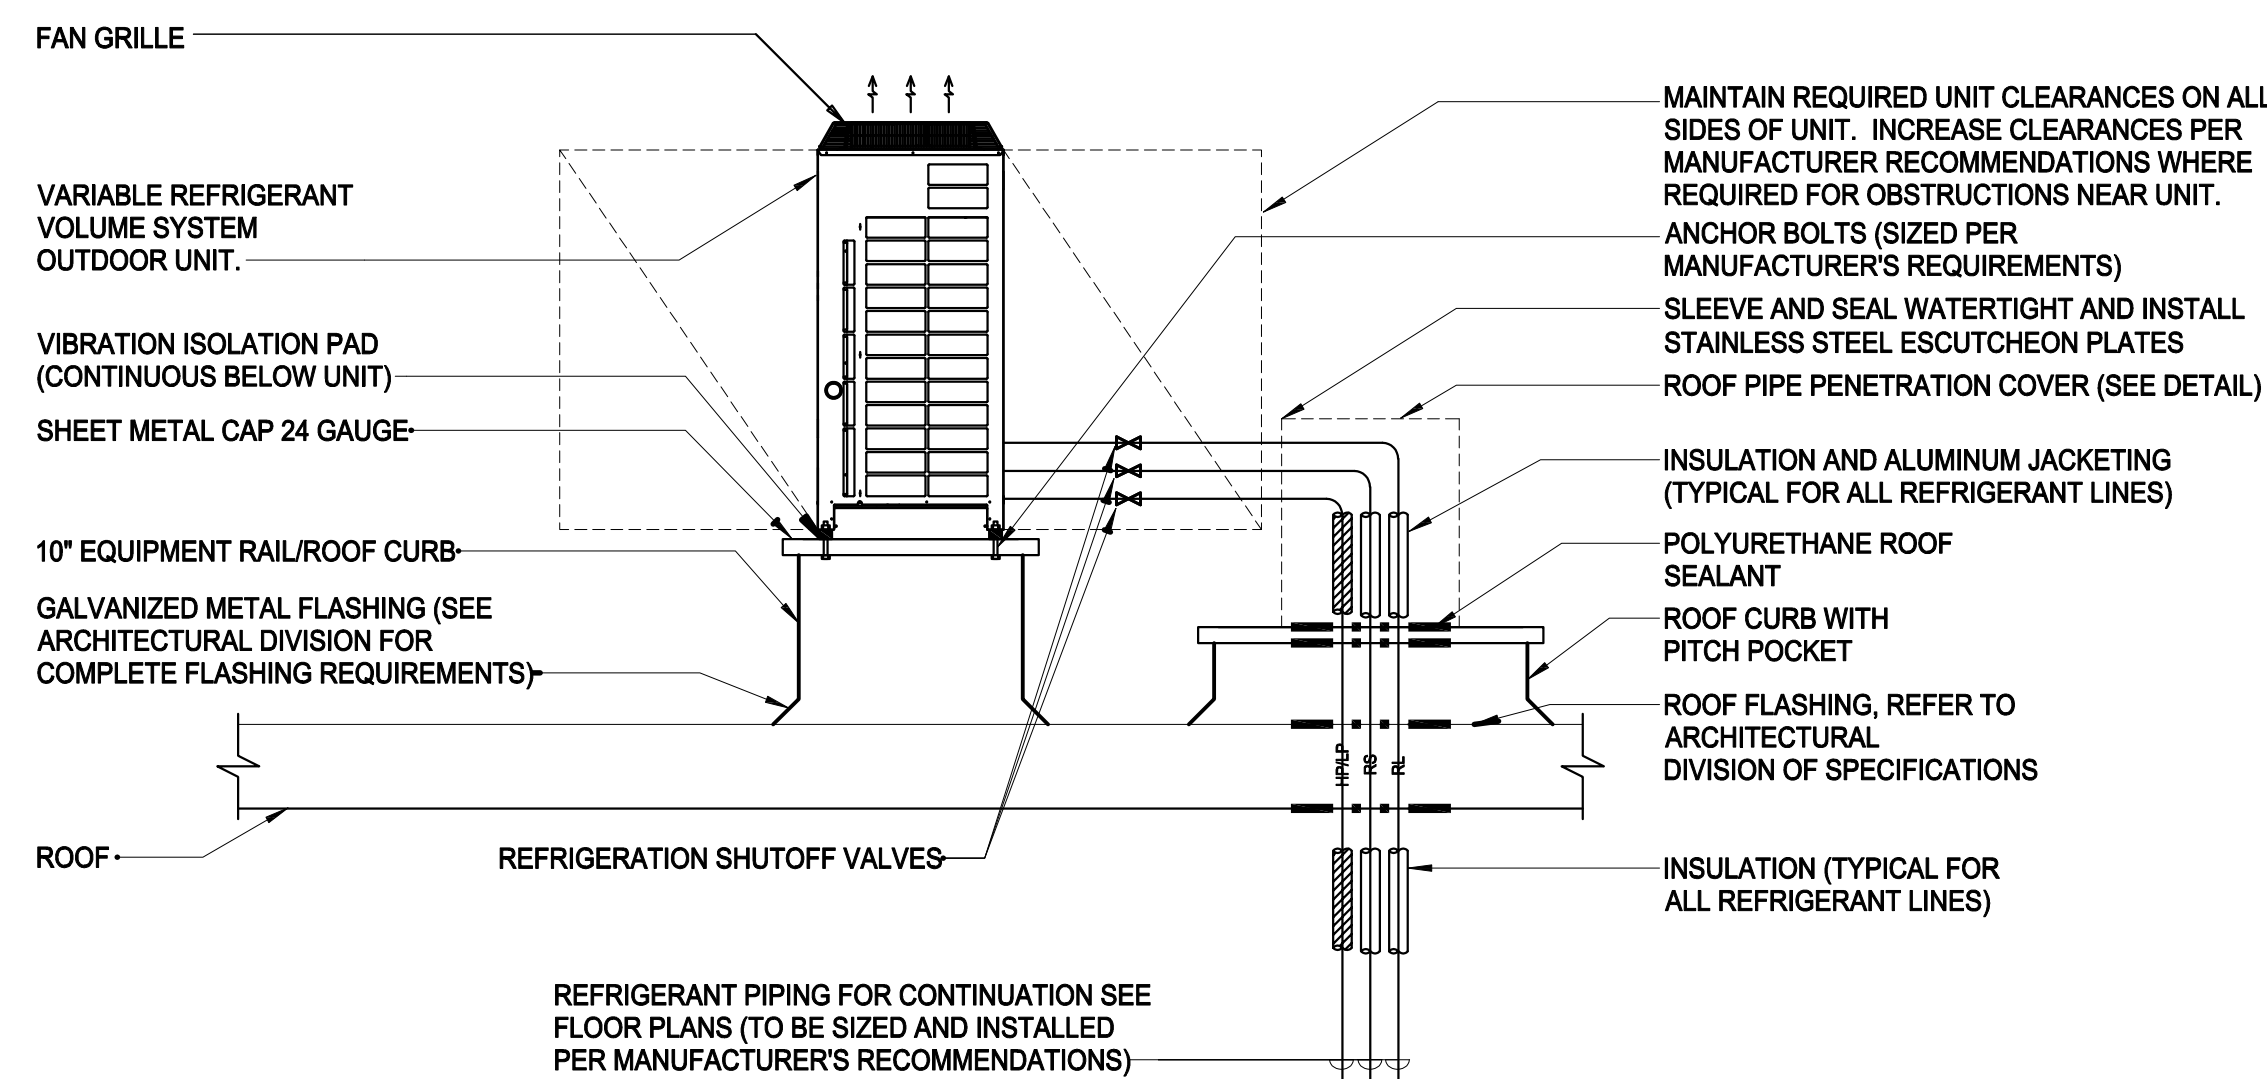 FAN GRILLE
VARIABLE REFRIGERANT
VOLUME SYSTEM
OUTDOOR UNIT.
VIBRATION ISOLATION PAD
(CONTINUOUS BELOW UNIT)
SHEET METAL CAP 24 GAUGE
10" EQUIPMENT RAIL/ROOF CURB
GALVANIZED METAL FLASHING (SEE
ARCHITECTURAL DIVISION FOR
COMPLETE FLASHING REQUIREMENTS)
ROOF
REFRIGERATION SHUTOFF VALVES
REFRIGERANT PIPING FOR CONTINUATION SEE
FLOOR PLANS (TO BE SIZED AND INSTALLED
PER MANUFACTURER'S RECOMMENDATIONS)
HP/LP
RS
RL
MAINTAIN REQUIRED UNIT CLEARANCES ON ALL
SIDES OF UNIT. INCREASE CLEARANCES PER
MANUFACTURER RECOMMENDATIONS WHERE
REQUIRED FOR OBSTRUCTIONS NEAR UNIT.
ANCHOR BOLTS (SIZED PER
MANUFACTURER'S REQUIREMENTS)
SLEEVE AND SEAL WATERTIGHT AND INSTALL
STAINLESS STEEL ESCUTCHEON PLATES
ROOF PIPE PENETRATION COVER (SEE DETAIL)
INSULATION AND ALUMINUM JACKETING
(TYPICAL FOR ALL REFRIGERANT LINES)
POLYURETHANE ROOF
SEALANT
ROOF CURB WITH
PITCH POCKET
ROOF FLASHING, REFER TO
ARCHITECTURAL
DIVISION OF SPECIFICATIONS
INSULATION (TYPICAL FOR
ALL REFRIGERANT LINES)